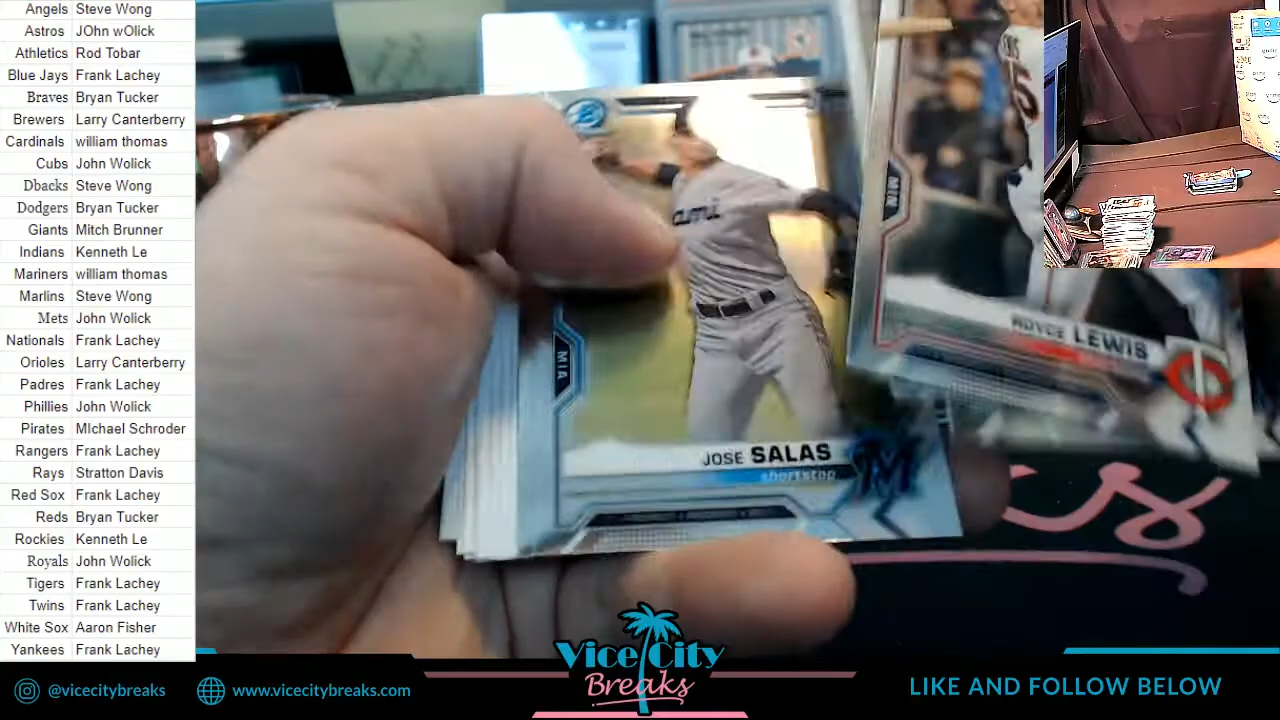 Angels Steve Wong
Astros JOhn wOlick
Athletics Rod Tobar
Blue Jays Frank Lachey
Braves Bryan Tucker
Brewers Larry Canterberry
Cardinals william thomas
Cubs John Wolick
Dbacks Steve Wong
Dodgers Bryan Tucker
Giants Mitch Brunner
Indians Kenneth Le
Mariners william thomas
Marlins Steve Wong
Mets John Wolick
Nationals Frank Lachey
Orioles Larry Canterberry
Padres Frank Lachey
Phillies John Wolick
Pirates MIchael Schroder
Rangers Frank Lachey
Rays Stratton Davis
Red Sox Frank Lachey
Reds Bryan Tucker
Rockies Kenneth Le
Royals John Wolick
Tigers Frank Lachey
Twins Frank Lachey
White Sox Aaron Fisher
Yankees Frank Lachey
MIA
JOSE SALAS
shortstop
M
MIN
ROYCE LEWIS
@vicecitybreaks
www.vicecitybreaks.com
Vice City
Breaks
LIKE AND FOLLOW BELOW